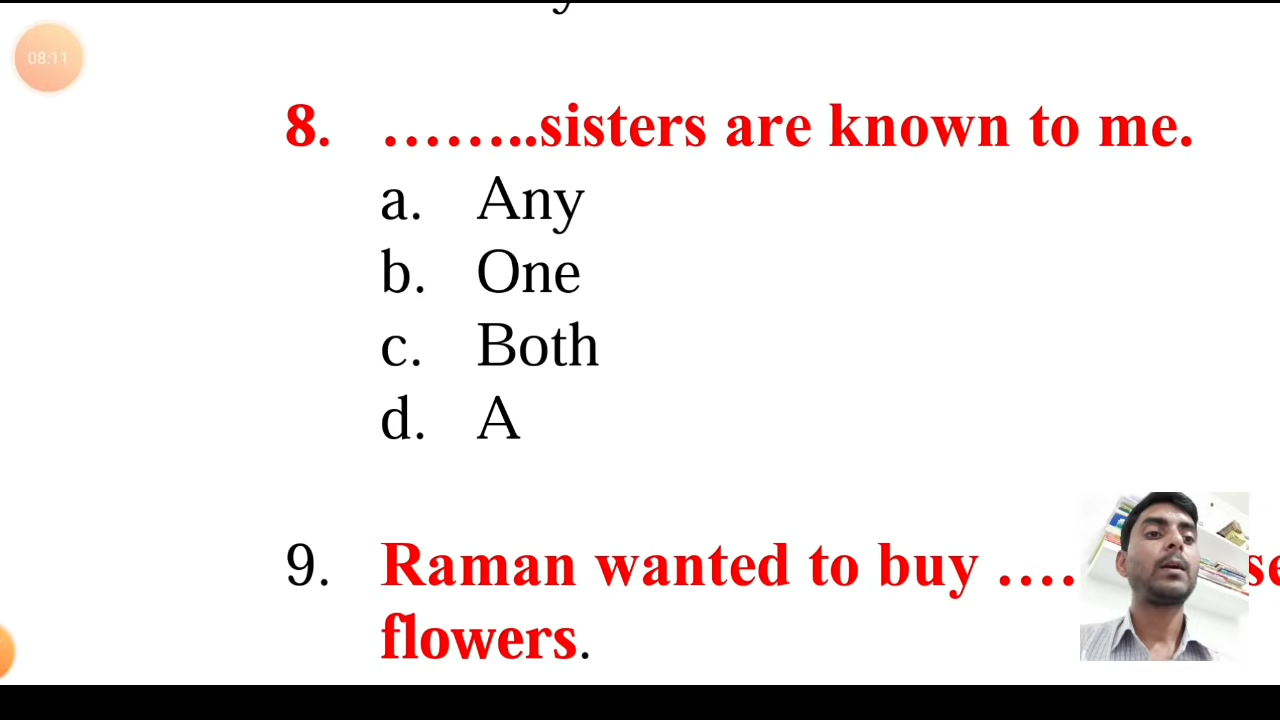 08:11
8. ……..sisters are known to me.
a. Any
b. One
c. Both
d. A
9. Raman wanted to buy ….
flowers.